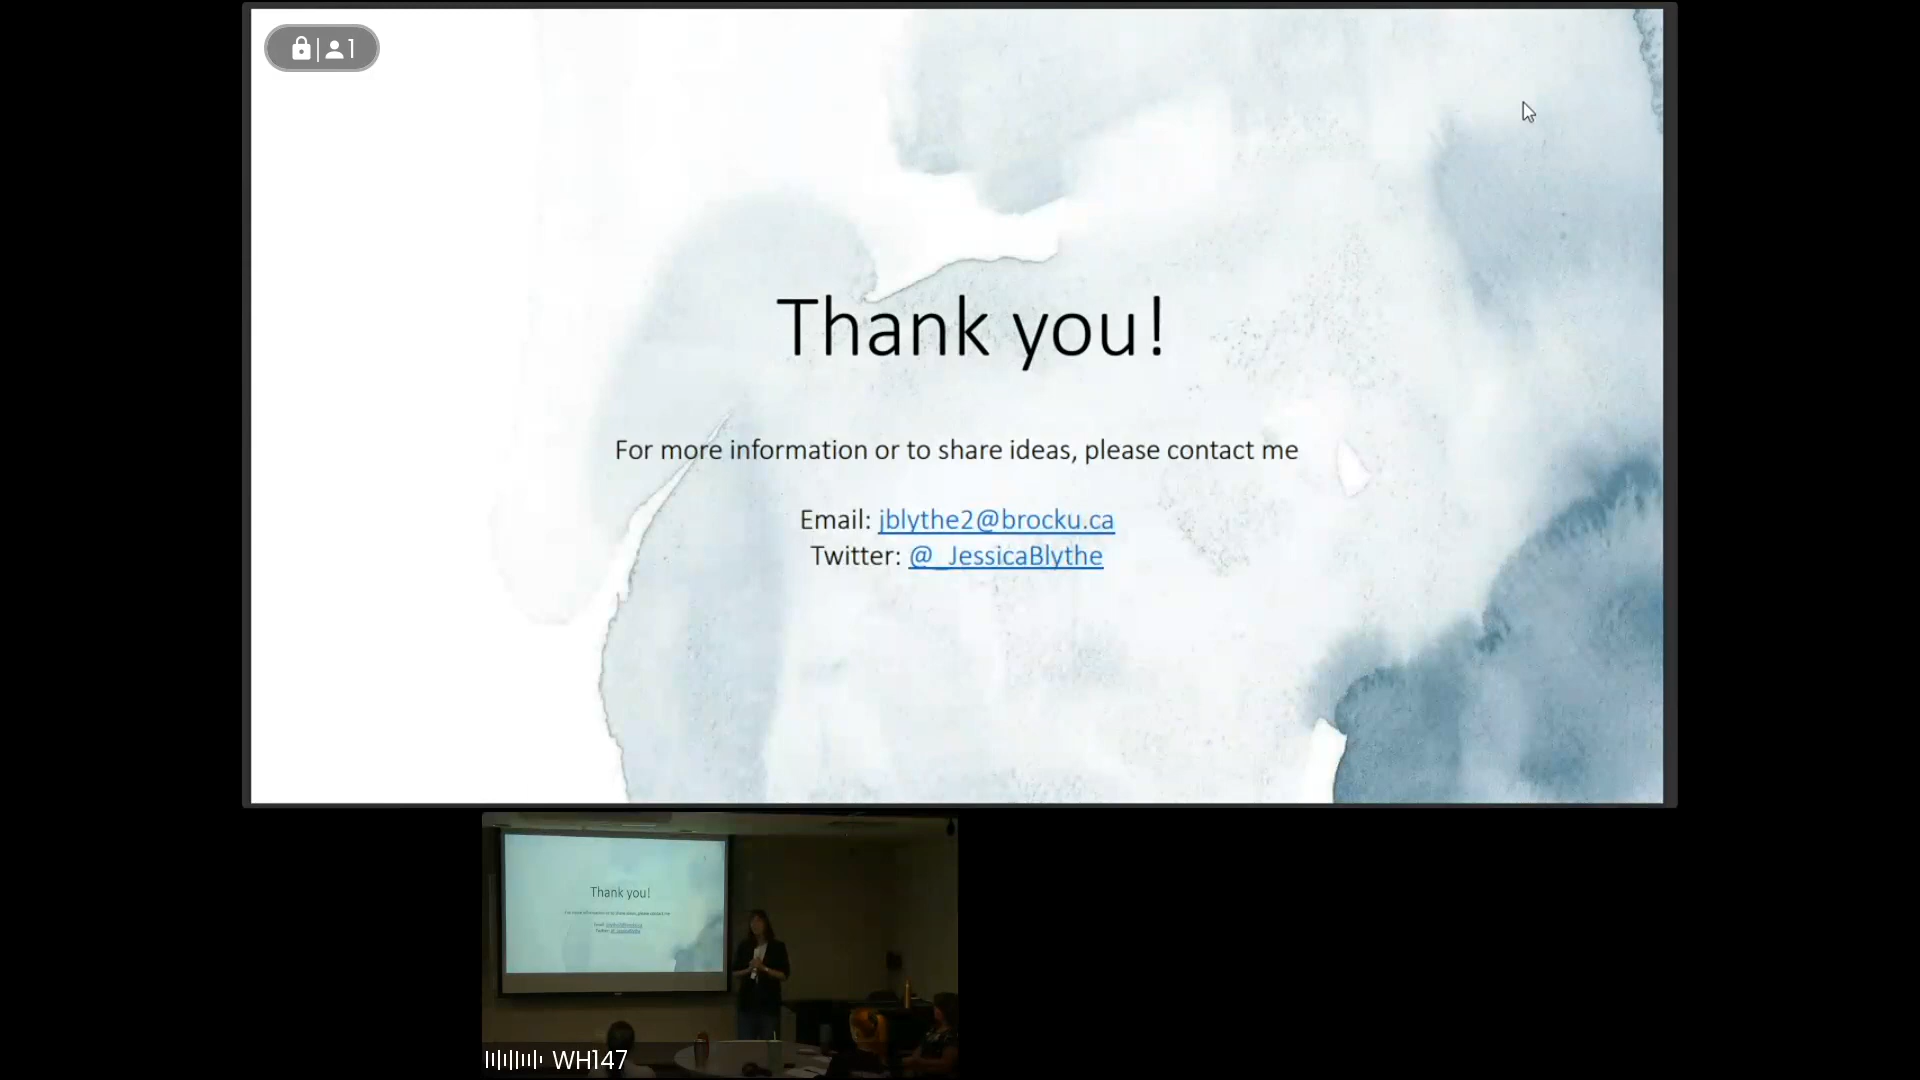 1
Thank you!
For more information or to share ideas, please contact me
Email: jblythe2@brocku.ca
Twitter: @_JessicaBlythe
Thank you!
WH147